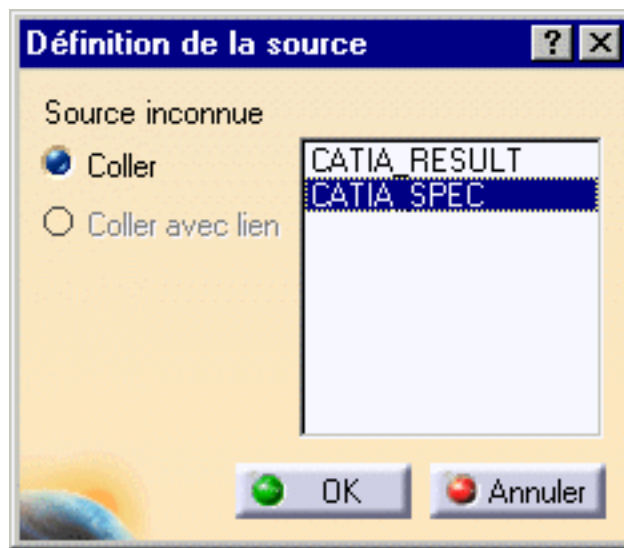 Définition de la source
Source inconnue
Coller
Coller avec lien
CATIA_RESULT
CATIA_SPEC
OK
Annuler